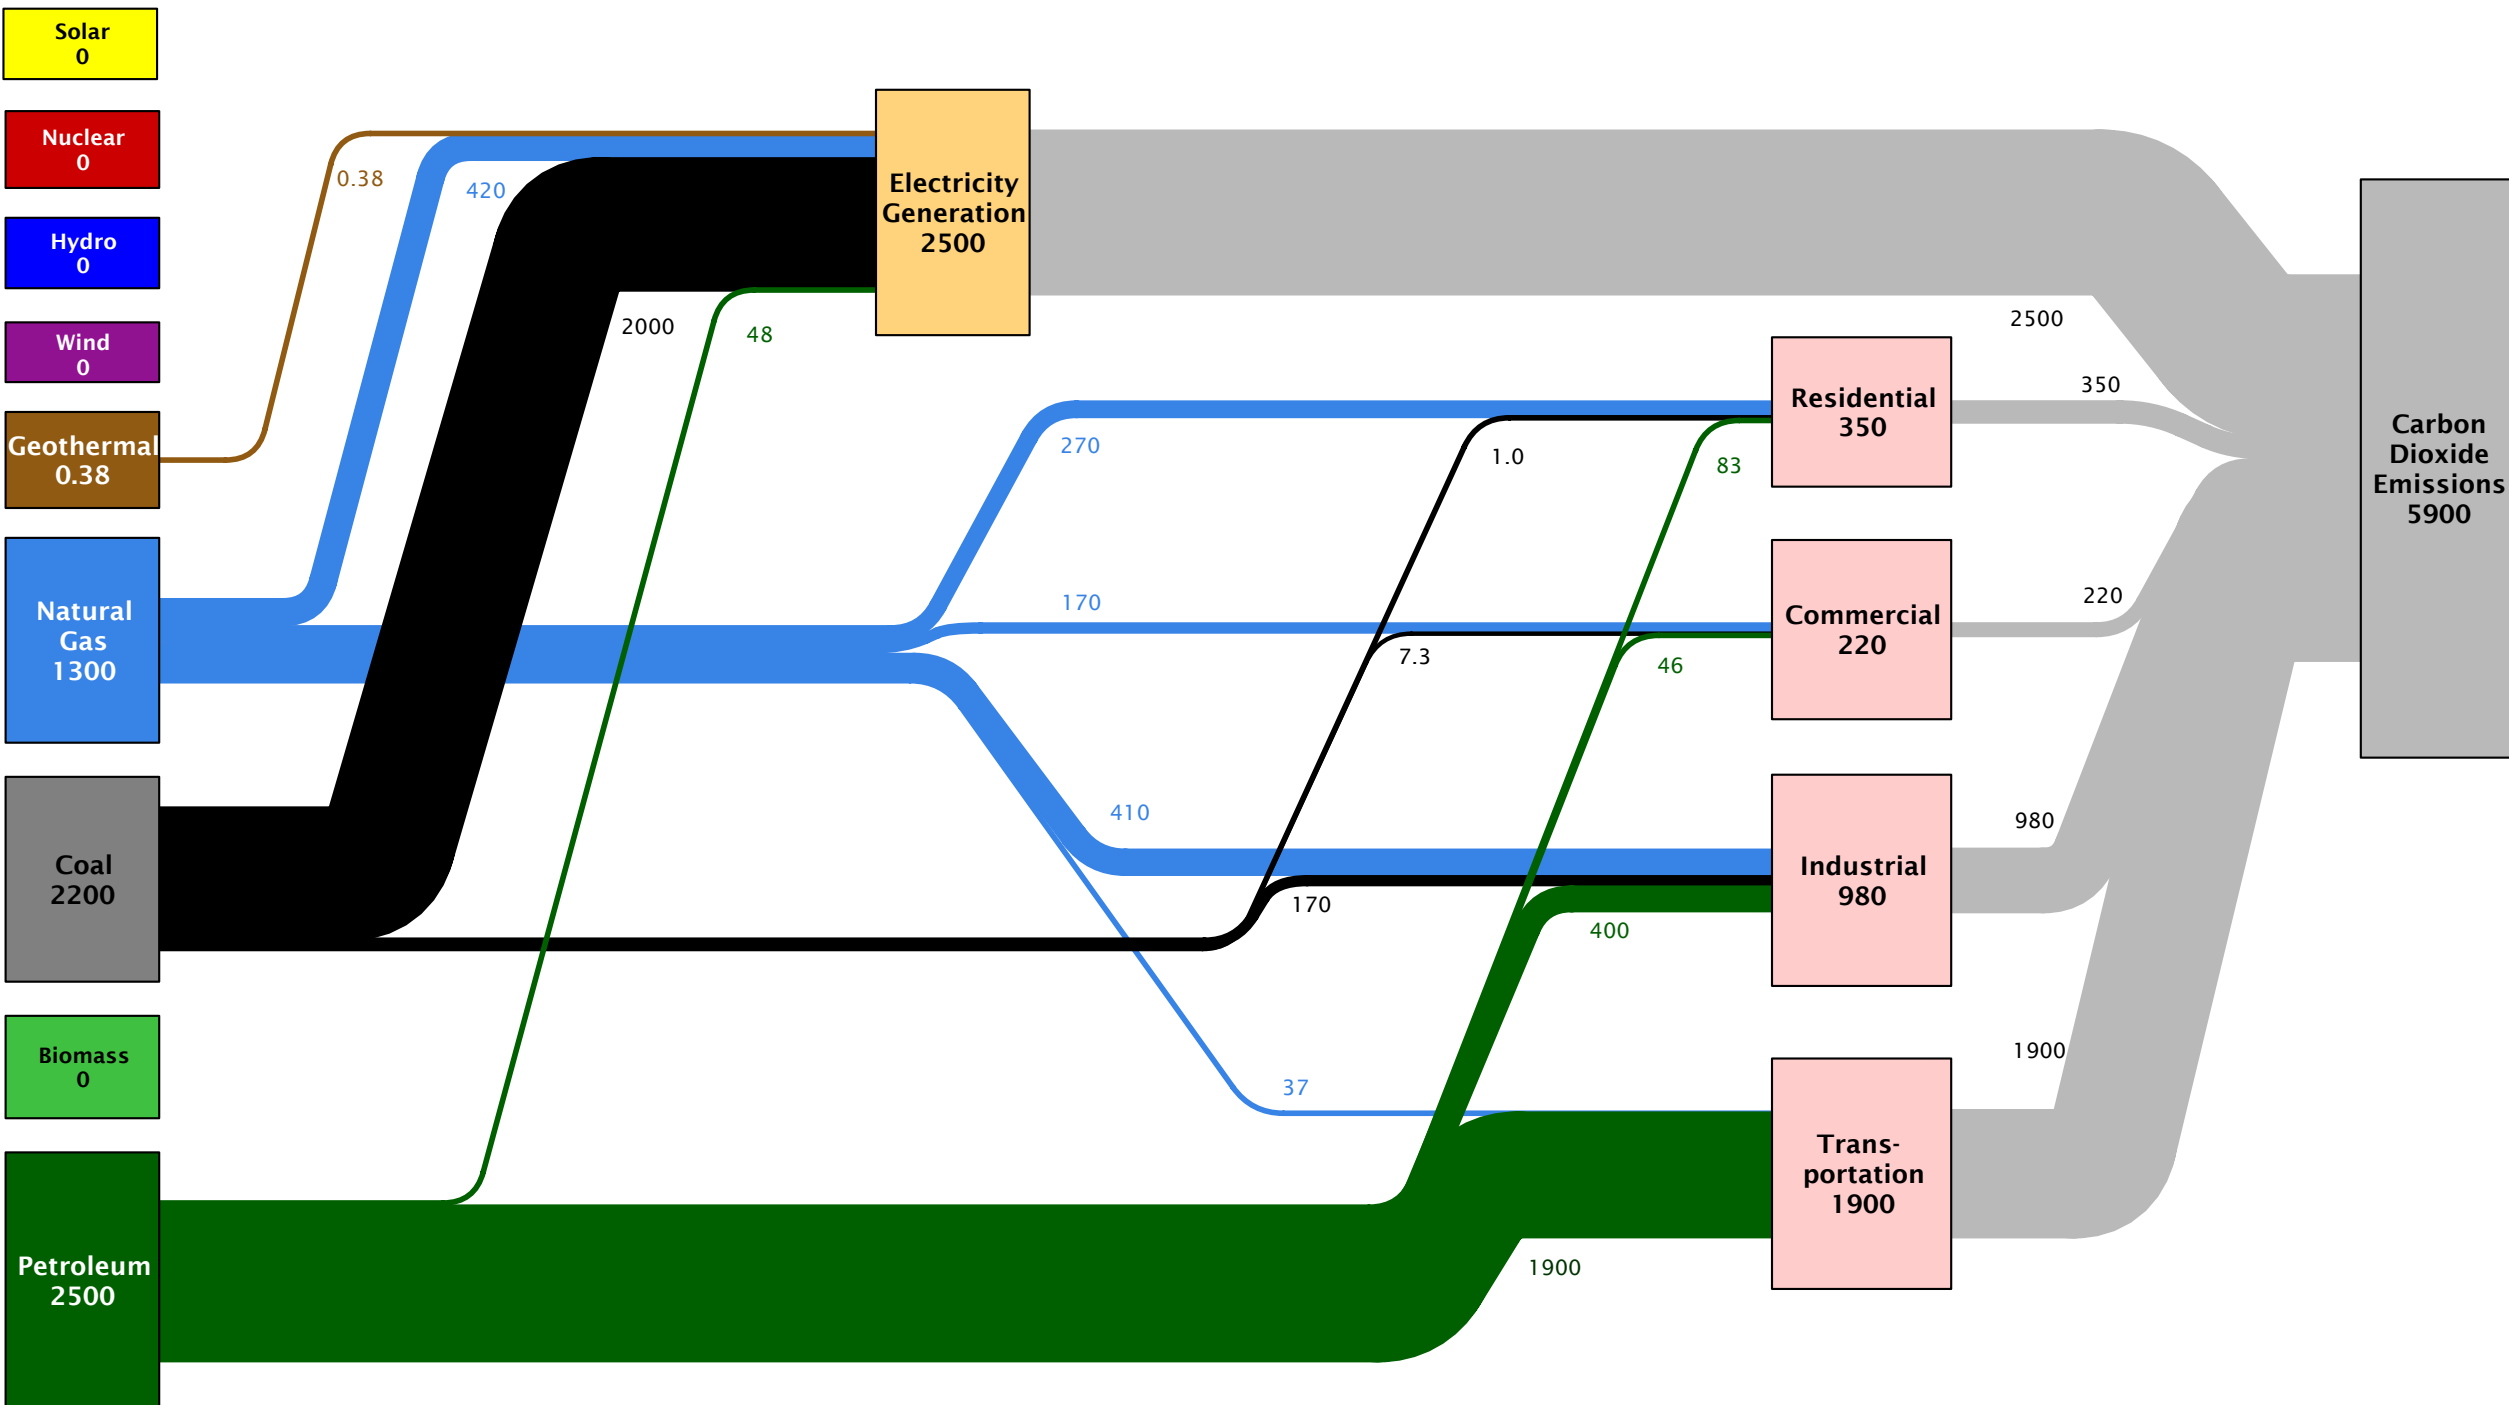 Solar
0
Nuclear
0
Hydro
0
Wind
0
Geothermal
0.38
Natural
Gas
1300
Coal
2200
Biomass
0
Petroleum
2500
0.38
420
2000
48
Electricity
Generation
2500
270
170
410
37
1.0
7.3
170
83
46
400
1900
Residential
350
Commercial
220
Industrial
980
Trans-
portation
1900
2500
350
220
980
1900
Carbon
Dioxide
Emissions
5900